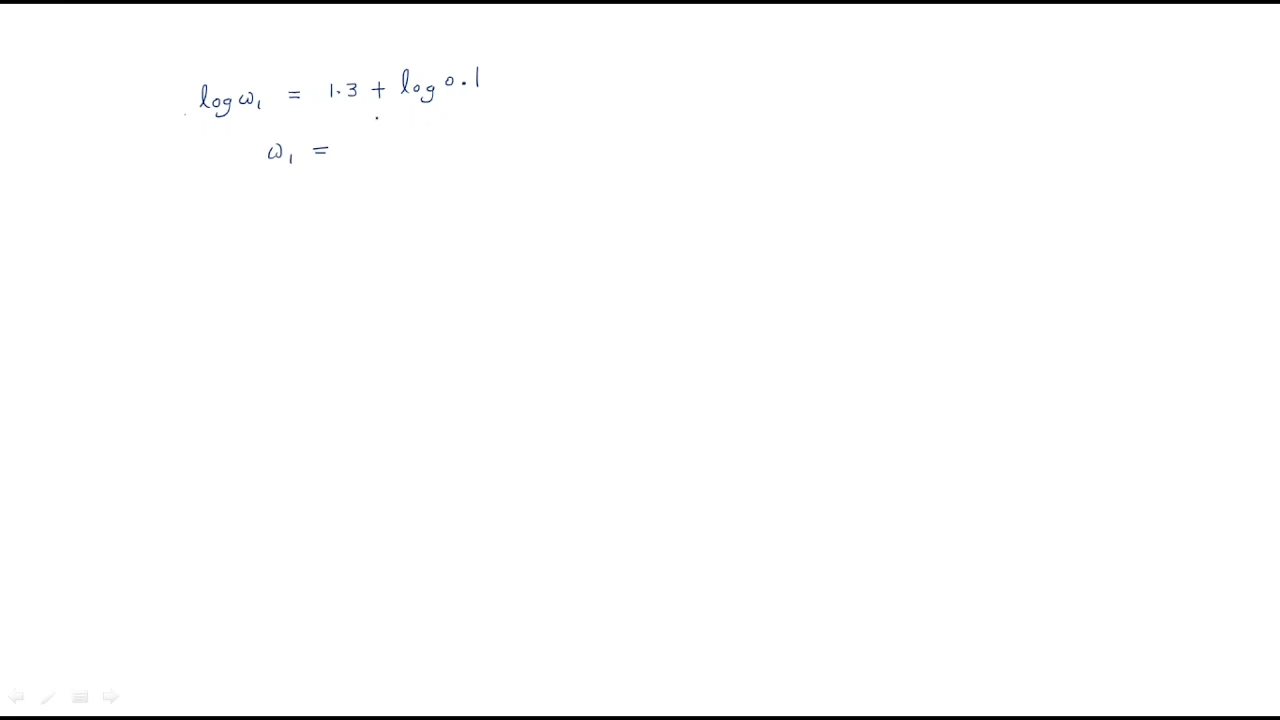 log ω₁ = 1.3 + log 0.1
ω₁ =